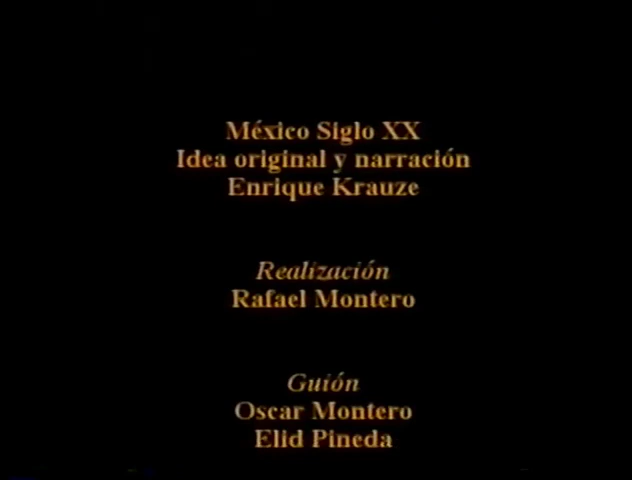 México Siglo XX
Idea original y narración
Enrique Krauze
Realización
Rafael Montero
Guión
Oscar Montero
Elid Pineda